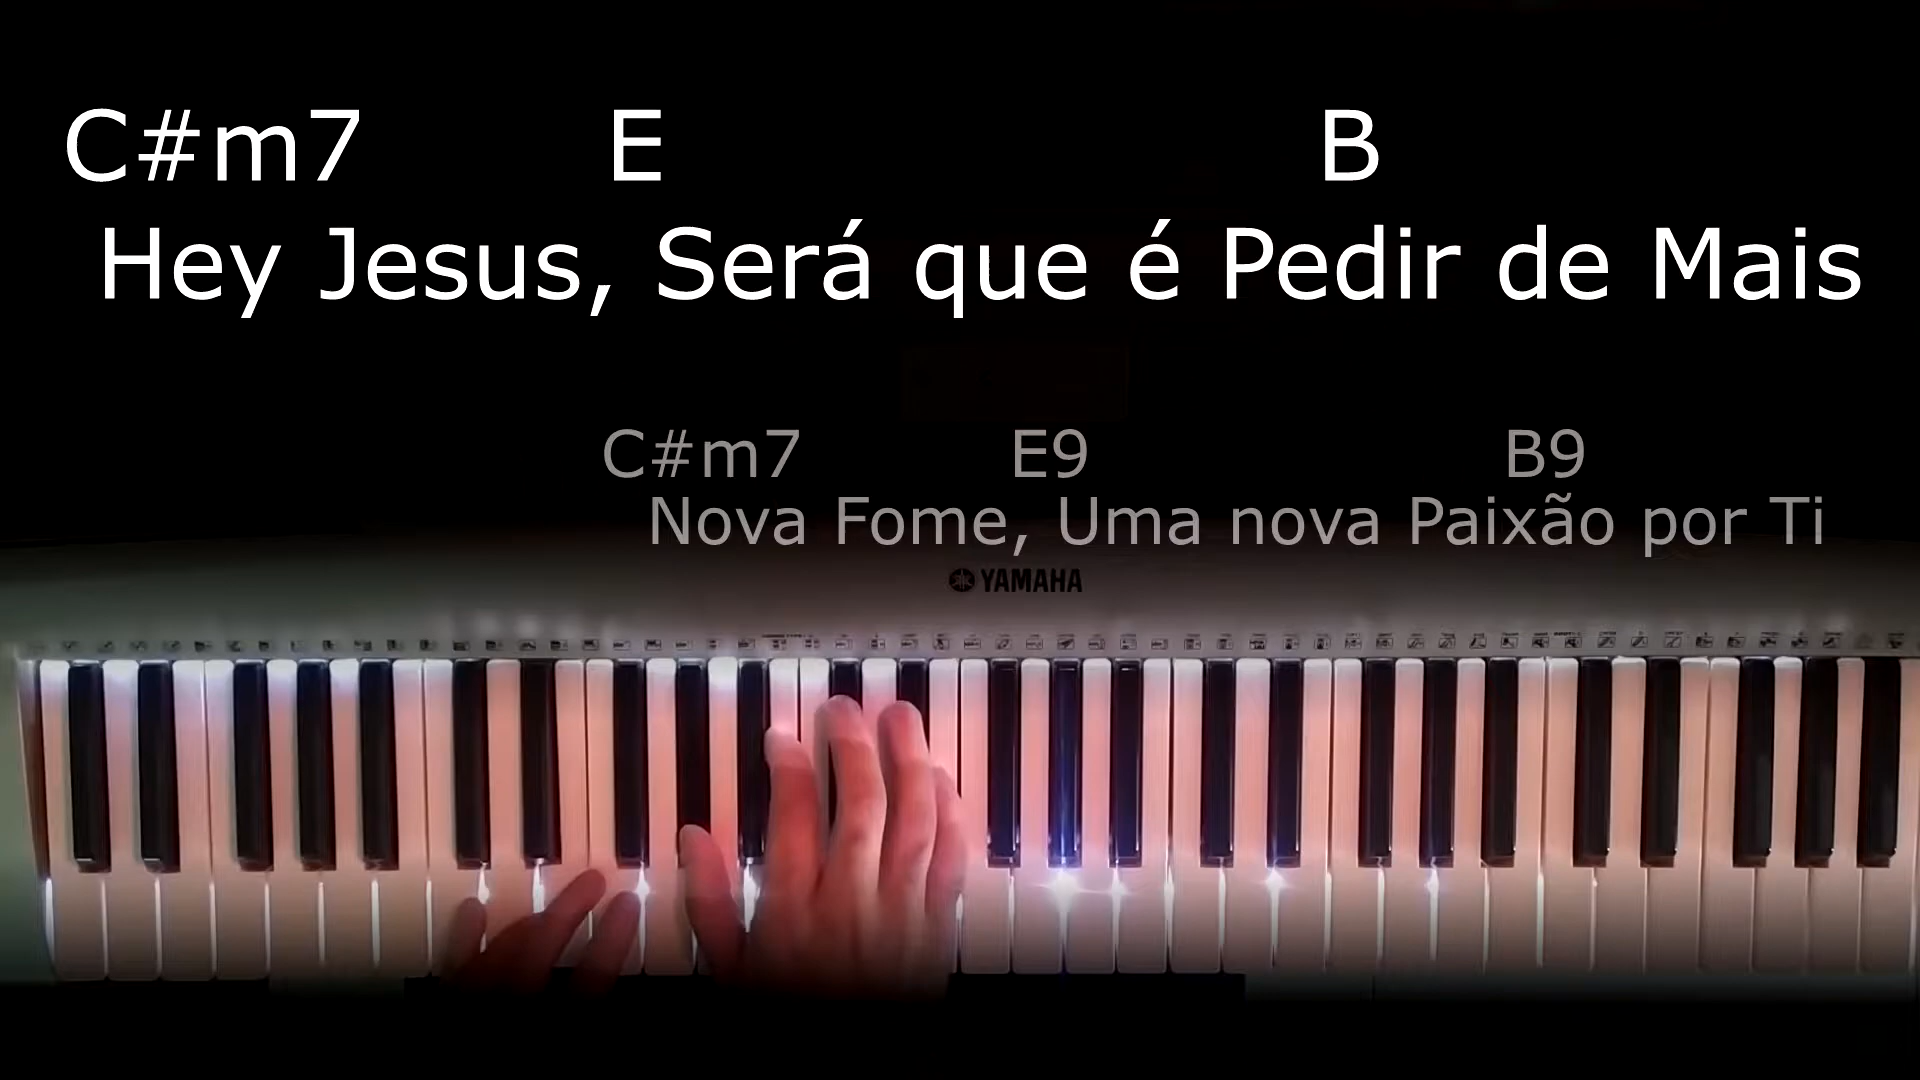 C#m7 E B
Hey Jesus, Será que é Pedir de Mais
C#m7 E9 B9
Nova Fome, Uma nova Paixão por Ti
YAMAHA